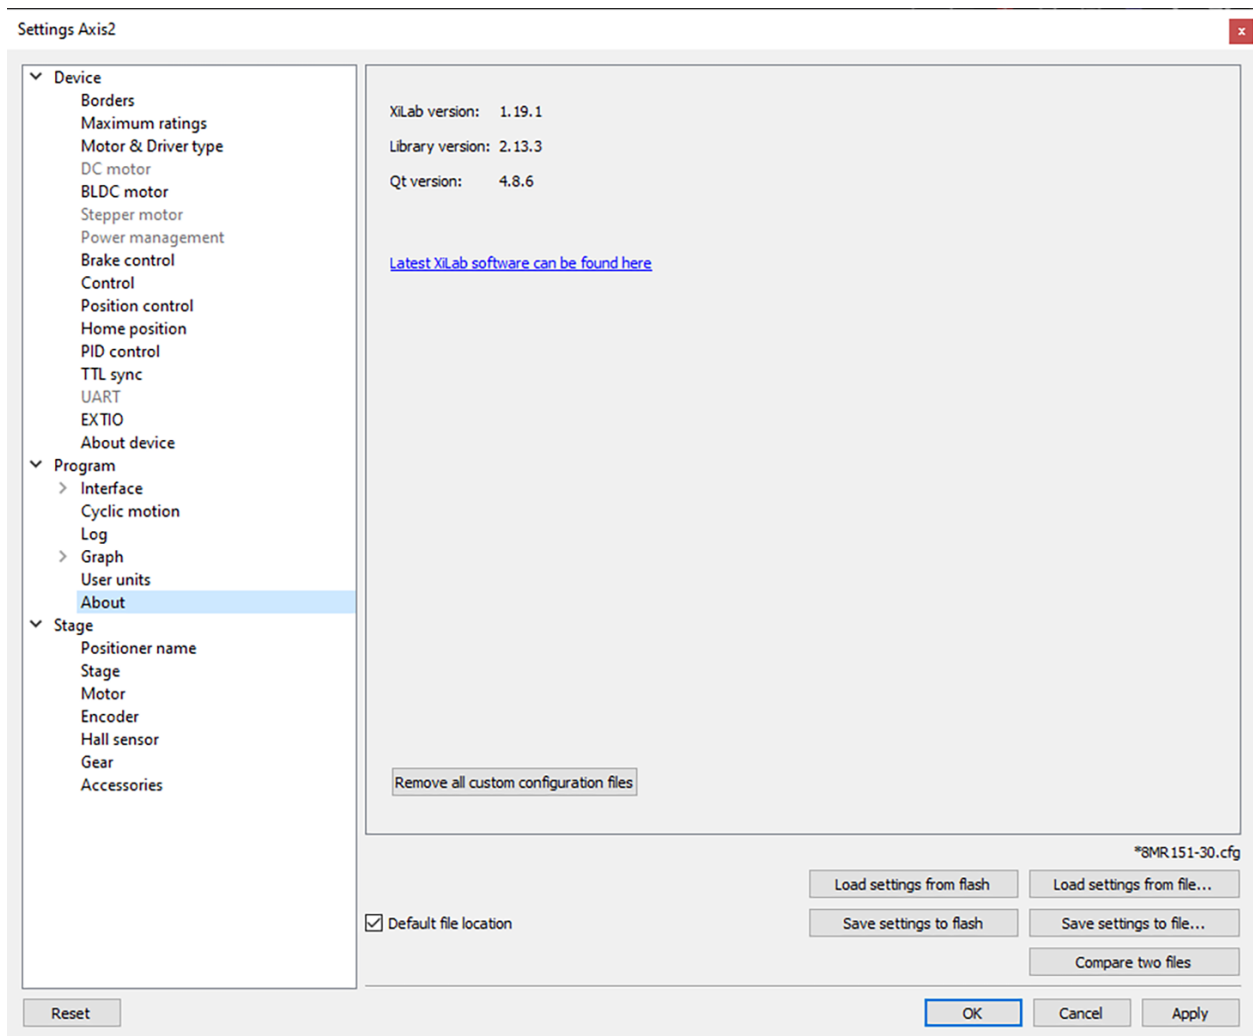 Settings Axis2
x
Device
Borders
Maximum ratings
Motor & Driver type
DC motor
BLDC motor
Stepper motor
Power management
Brake control
Control
Position control
Home position
PID control
TTL sync
UART
EXTIO
About device
Program
Interface
Cyclic motion
Log
Graph
User units
About
Stage
Positioner name
Stage
Motor
Encoder
Hall sensor
Gear
Accessories
XiLab version: 1.19.1
Library version: 2.13.3
Qt version: 4.8.6
Latest XiLab software can be found here
Remove all custom configuration files
*8MR151-30.cfg
Load settings from flash Load settings from file...
Default file location Save settings to flash Save settings to file...
Compare two files
Reset OK Cancel Apply